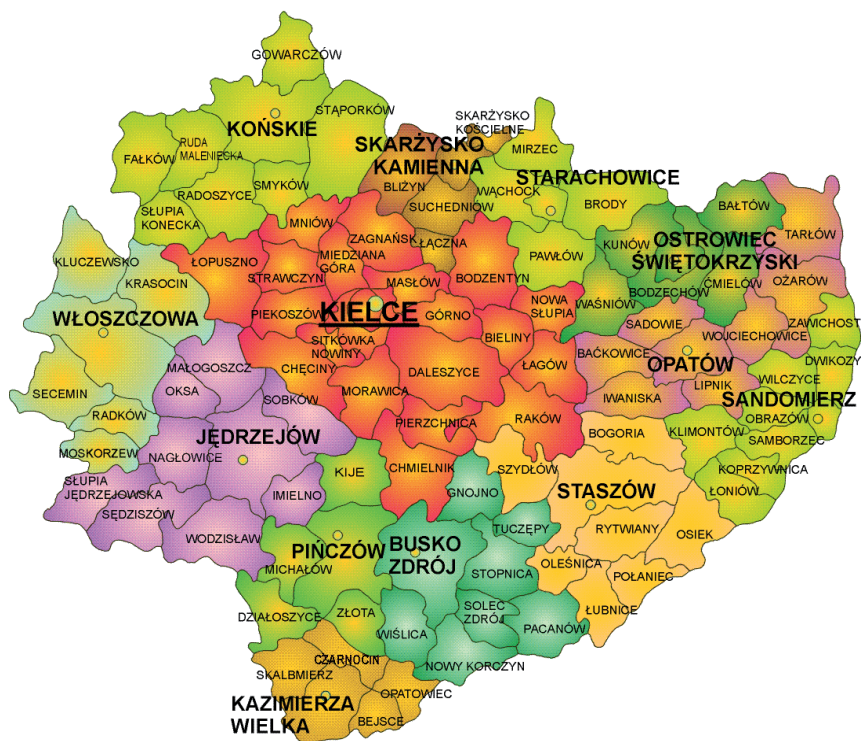 GOWARCZÓW
STĄPORKÓW
KOŃSKIE
RUDA
MALENIECKA
FAŁKÓW
RADOSZYCE
SMYKÓW
SŁUPIA
KONECKA
SKARŻYSKO
KOŚCIELNE
SKARŻYSKO
KAMIENNA
BLIŻYN
SUCHEDNIÓW
ŁĄCZNA
MIRZEC
STARACHOWICE
WĄCHOCK
BRODY
PAWŁÓW
BAŁTÓW
KUNÓW
OSTROWIEC
ŚWIĘTOKRZYSKI
BODZECHÓW
ĆMIELÓW
WAŚNIÓW
TARŁÓW
OŻARÓW
SADOWIE
WOJCIECHOWICE
BAĆKOWICE
OPATÓW
LIPNIK
IWANISKA
ZAWICHOST
DWIKOZY
WILCZYCE
SANDOMIERZ
OBRAZÓW
SAMBORZEC
KLIMONTÓW
KOPRZYWNICA
ŁONIÓW
MNIÓW
ZAGNAŃSK
ŁOPUSZNO
STRAWCZYN
MIEDZIANA
GÓRA
MASŁÓW
BODZENTYN
KIELCE
PIEKOSZÓW
GÓRNO
NOWA
SŁUPIA
SITKÓWKA
NOWINY
BIELINY
CHĘCINY
MORAWICA
DALESZYCE
ŁAGÓW
PIERZCHNICA
RAKÓW
CHMIELNIK
KLUCZEWSKO
KRASOCIN
WŁOSZCZOWA
SECEMIN
RADKÓW
MOSKORZEW
MAŁOGOSZCZ
OKSA
SOBKÓW
JĘDRZEJÓW
NAGŁOWICE
SŁUPIA
JĘDRZEJOWSKA
SĘDZISZÓW
IMIELNO
WODZISŁAW
KIJE
PIŃCZÓW
MICHAŁÓW
DZIAŁOSZYCE
ZŁOTA
BUSKO
ZDRÓJ
GNOJNO
TUCZĘPY
STOPNICA
SOLEC
ZDRÓJ
PACANÓW
WIŚLICA
NOWY KORCZYN
BOGORIA
SZYDŁÓW
STASZÓW
RYTWIANY
OSIEK
OLEŚNICA
POŁANIEC
ŁUBNICE
CZARNOCIN
SKALBMIERZ
KAZIMIERZA
WIELKA
OPATOWIEC
BEJSCE